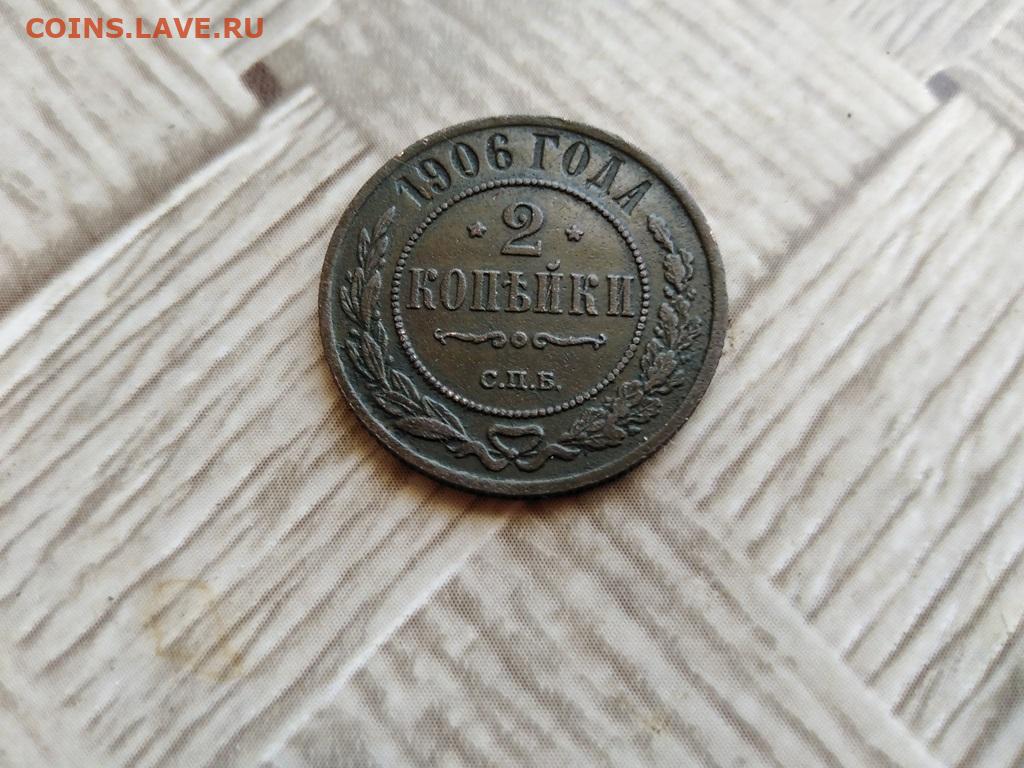 COINS.LAVE.RU
1906 ГОДА
2
КОПѢЙКИ
С.П.Б.